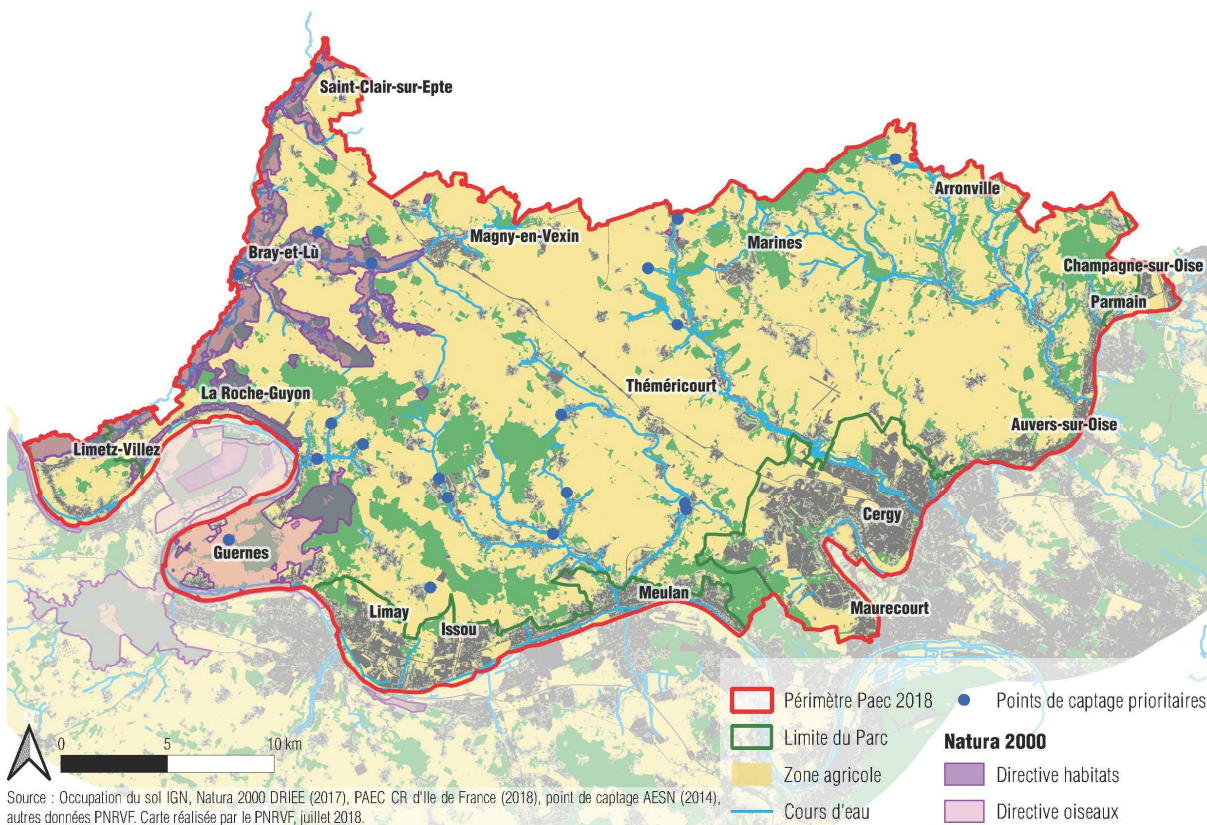 Saint-Clair-sur-Epte
Arronville
Magny-en-Vexin
Marines
Bray-et-Lù
Champagne-sur-Oise
Parmain
Théméricourt
La Roche-Guyon
Auvers-sur-Oise
Limetz-Villez
Cergy
Guernes
Meulan
Limay
Maurecourt
Issou
Périmètre Paec 2018
Points de captage prioritaires
Limite du Parc
Natura 2000
Zone agricole
Directive habitats
Cours d'eau
Directive oiseaux
N
0 5 10 km
Source : Occupation du sol IGN, Natura 2000 DRIEE (2017), PAEC CR d'Ile de France (2018), point de captage AESN (2014),
autres données PNRVF. Carte réalisée par le PNRVF, juillet 2018.